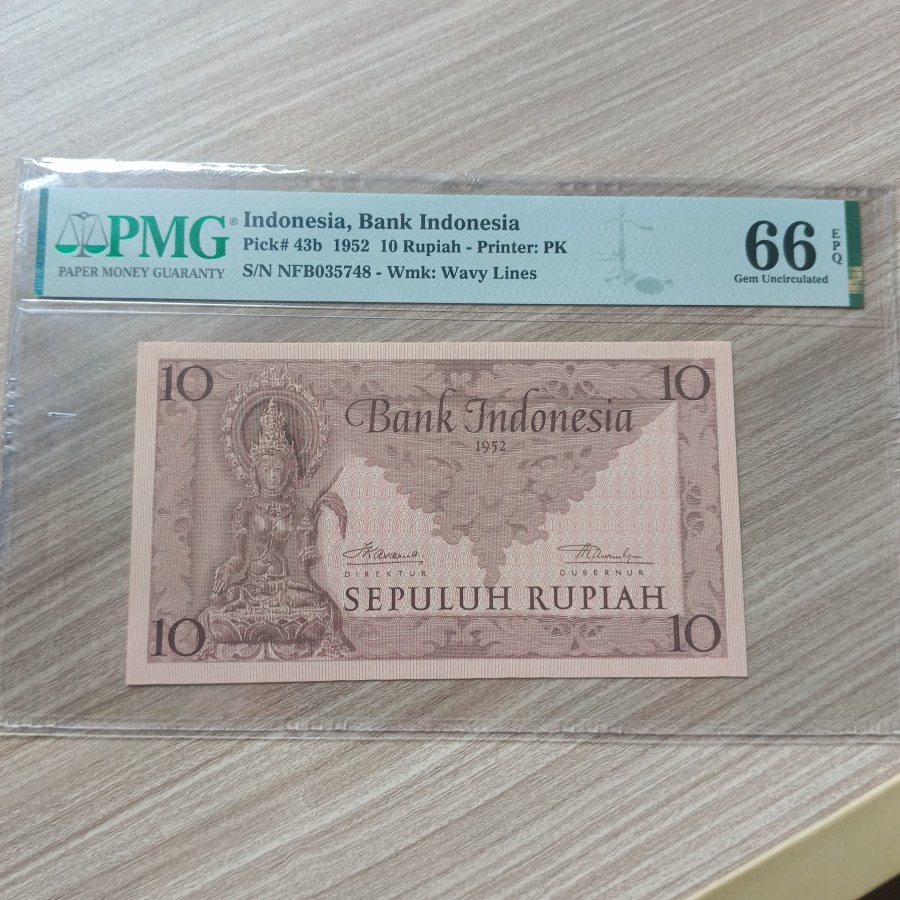 PMG®
PAPER MONEY GUARANTY
Indonesia, Bank Indonesia
Pick# 43b 1952 10 Rupiah - Printer: PK
S/N NFB035748 - Wmk: Wavy Lines
66 EPQ
Gem Uncirculated
10 10
Bank Indonesia
1952
DIREKTUR GUBERNUR
SEPULUH RUPIAH
10 10